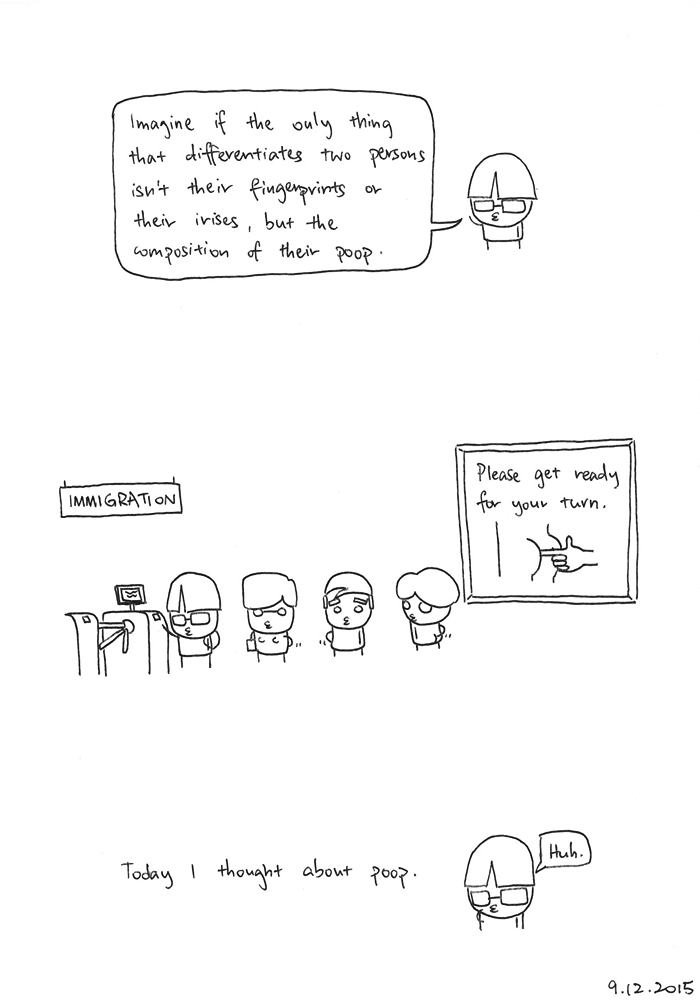 Imagine if the only thing
that differentiates two persons
isn't their fingerprints or
their irises, but the
composition of their poop.
IMMIGRATION
Please get ready
for your turn.
Today I thought about poop.
Huh.
9.12.2015